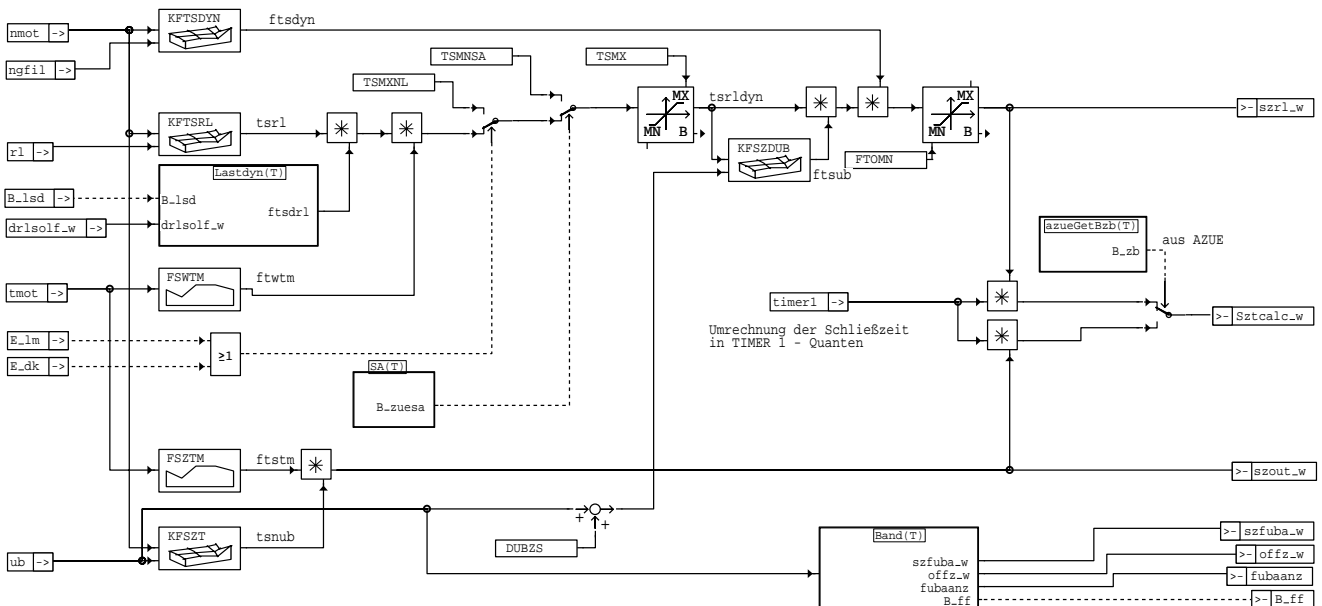 KFTSDYN
ftsdyn
nmot ->
ngfil ->
TSMNSA
TSMX
TSMXNL
MX
MN B
tsrldyn
MX
MN B
>- szrl_w
KFTSRL
tsrl
KFSZDUB
ftsub
FTOMN
rl ->
Lastdyn(T)
B_lsd ->
B_lsd
ftsdrl
drlsolf_w ->
drlsolf_w
azueGetBzb(T)
B_zb
aus AZUE
FSWTM
ftwtm
tmot ->
timer1 ->
>- Sztcalc_w
Umrechnung der Schließzeit
in TIMER 1 - Quanten
E_lm ->
E_dk ->
≥1
SA(T)
B_zuesa
FSZTM
ftstm
>- szout_w
KFSZT
tsnub
+
+
DUBZS
ub ->
Band(T)
szfuba_w
offz_w
fubaanz
B_ff
>- szfuba_w
>- offz_w
>- fubaanz
>- B_ff